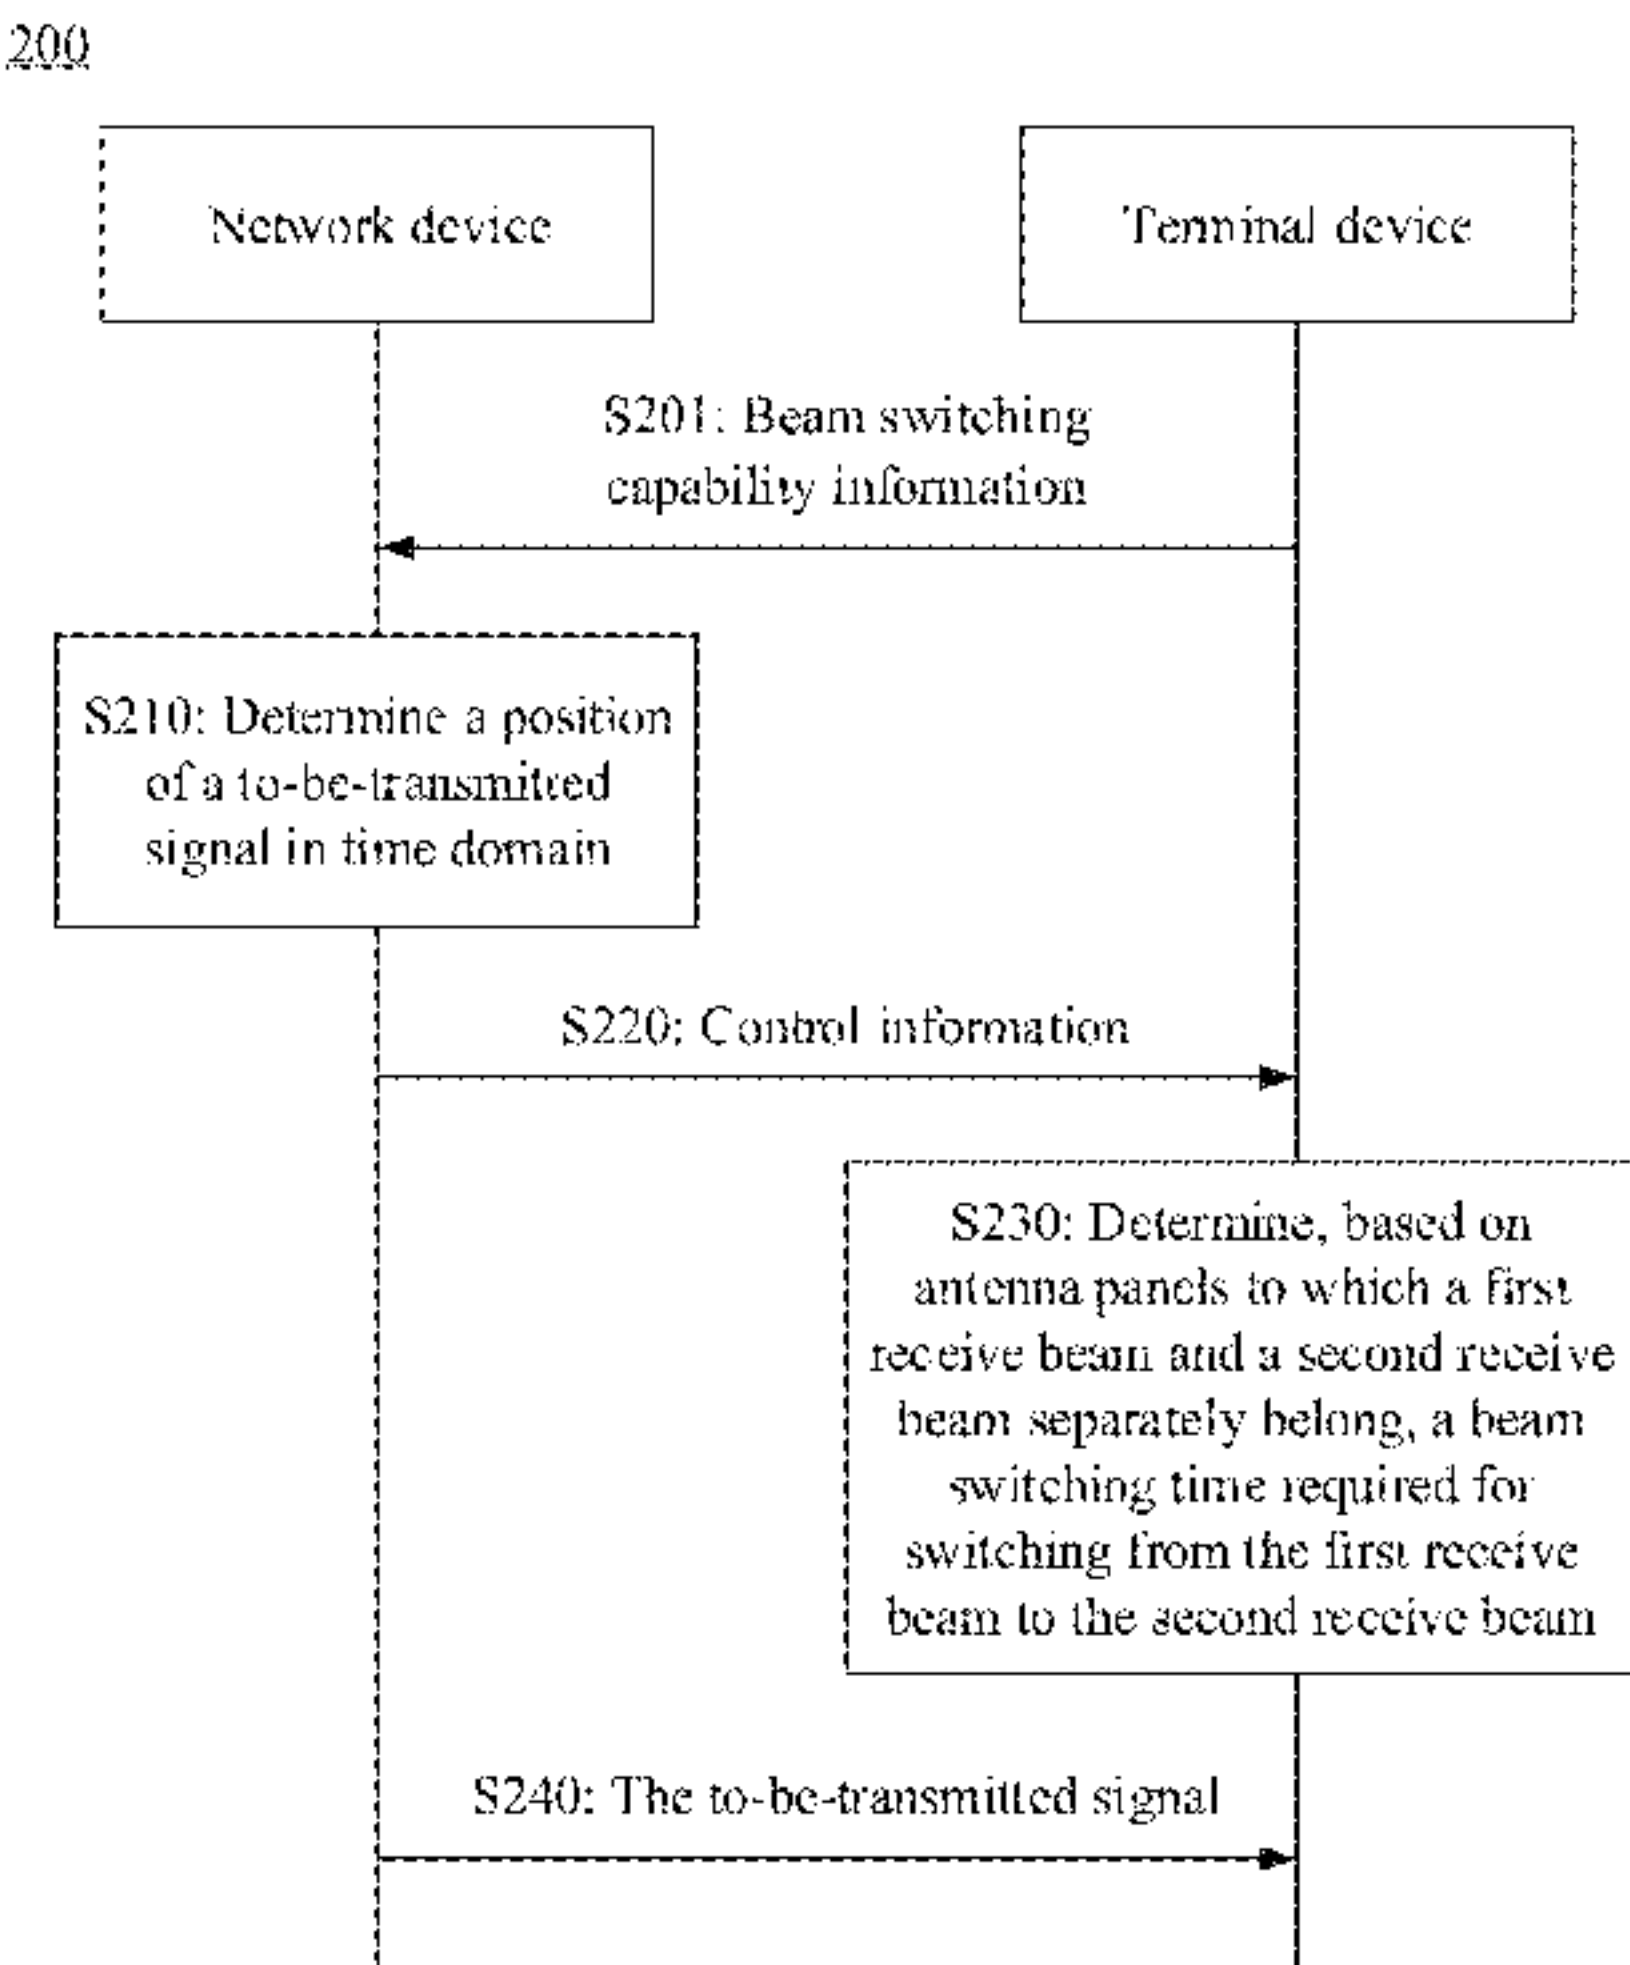 200
Network device
Terminal device
S201: Beam switching
capability information
S210: Determine a position
of a to-be-transmitted
signal in time domain
S220: Control information
S230: Determine, based on
antenna panels to which a first
receive beam and a second receive
beam separately belong, a beam
switching time required for
switching from the first receive
beam to the second receive beam
S240: The to-be-transmitted signal